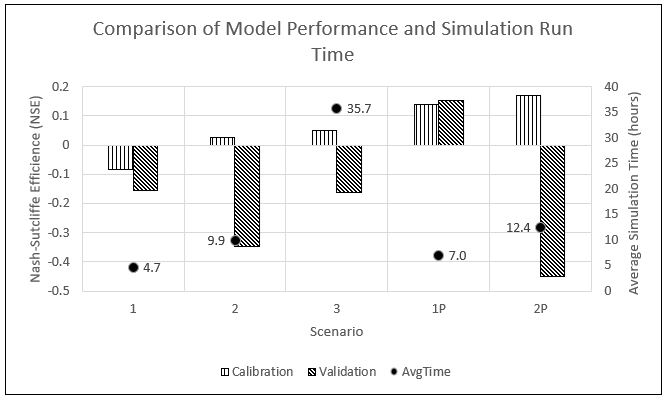 Comparison of Model Performance and Simulation Run
Time
Nash-Sutcliffe Efficience (NSE)
0.2
0.1
0
-0.1
-0.2
-0.3
-0.4
-0.5
4.7
9.9
35.7
7.0
12.4
40
35
30
25
20
15
10
5
0
Average Simulation Time (hours)
1
2
3
1P
2P
Scenario
Calibration
Validation
AvgTime